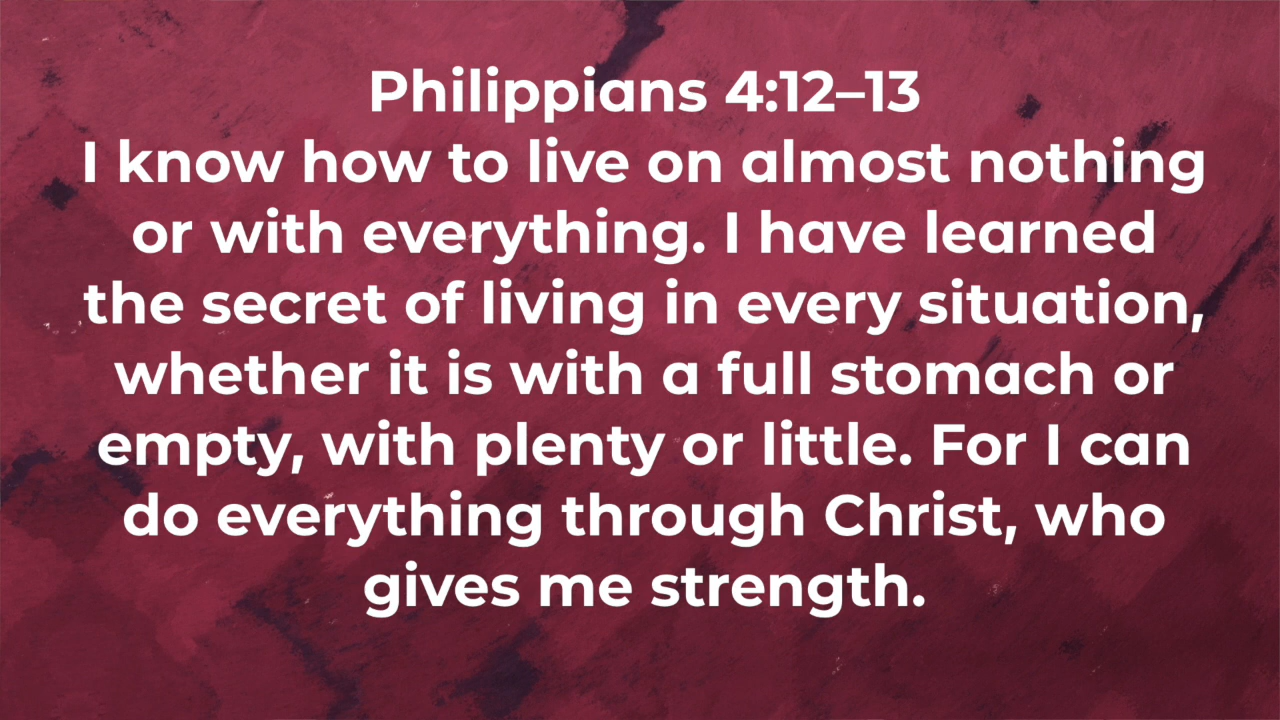 Philippians 4:12–13
I know how to live on almost nothing
or with everything. I have learned
the secret of living in every situation,
whether it is with a full stomach or
empty, with plenty or little. For I can
do everything through Christ, who
gives me strength.